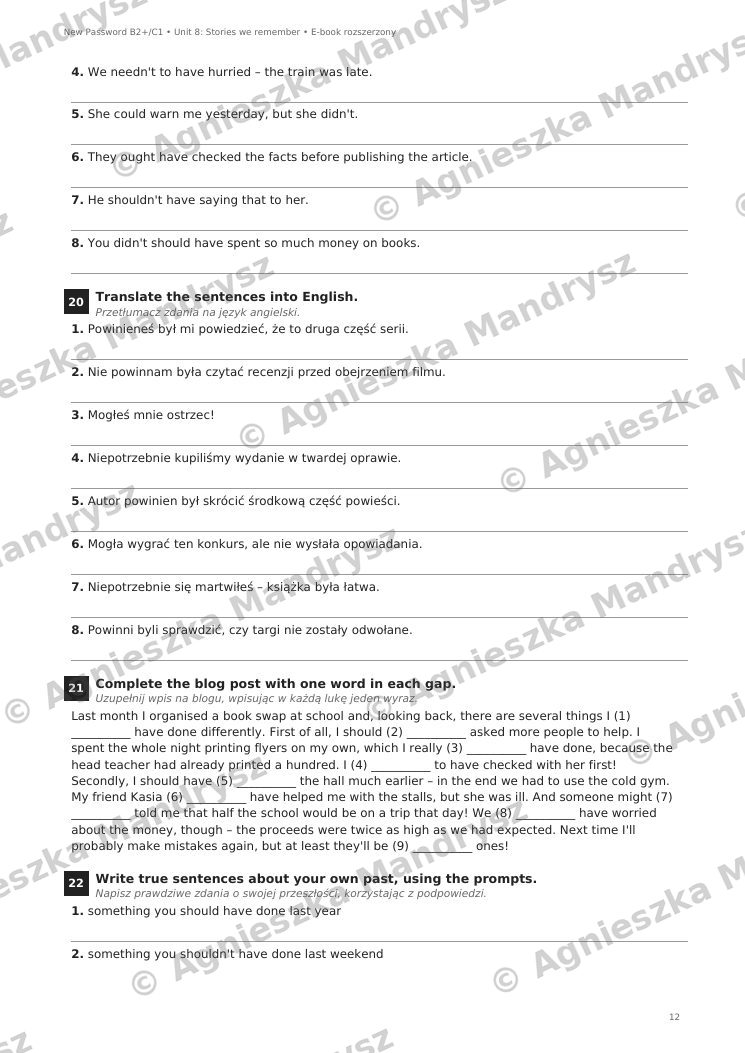 New Password B2+/C1 • Unit 8: Stories we remember • E-book rozszerzony
4. We needn't to have hurried – the train was late.
5. She could warn me yesterday, but she didn't.
6. They ought have checked the facts before publishing the article.
7. He shouldn't have saying that to her.
8. You didn't should have spent so much money on books.
20 Translate the sentences into English.
Przetłumacz zdania na język angielski.
1. Powinieneś był mi powiedzieć, że to druga część serii.
2. Nie powinnam była czytać recenzji przed obejrzeniem filmu.
3. Mogłeś mnie ostrzec!
4. Niepotrzebnie kupiliśmy wydanie w twardej oprawie.
5. Autor powinien był skrócić środkową część powieści.
6. Mogła wygrać ten konkurs, ale nie wysłała opowiadania.
7. Niepotrzebnie się martwiłeś – książka była łatwa.
8. Powinni byli sprawdzić, czy targi nie zostały odwołane.
21 Complete the blog post with one word in each gap.
Uzupełnij wpis na blogu, wpisując w każdą lukę jeden wyraz.
Last month I organised a book swap at school and, looking back, there are several things I (1)
__________ have done differently. First of all, I should (2) __________ asked more people to help. I
spent the whole night printing flyers on my own, which I really (3) __________ have done, because the
head teacher had already printed a hundred. I (4) __________ to have checked with her first!
Secondly, I should have (5) __________ the hall much earlier – in the end we had to use the cold gym.
My friend Kasia (6) __________ have helped me with the stalls, but she was ill. And someone might (7)
__________ told me that half the school would be on a trip that day! We (8) __________ have worried
about the money, though – the proceeds were twice as high as we had expected. Next time I'll
probably make mistakes again, but at least they'll be (9) __________ ones!
22 Write true sentences about your own past, using the prompts.
Napisz prawdziwe zdania o swojej przeszłości, korzystając z podpowiedzi.
1. something you should have done last year
2. something you shouldn't have done last weekend
12
© Agnieszka Mandrysz
© Agnieszka Mandrysz
© Agnieszka Mandrysz
© Agnieszka Mandrysz
© Agnieszka Mandrysz
© Agnieszka Mandrysz
© Agnieszka Mandrysz